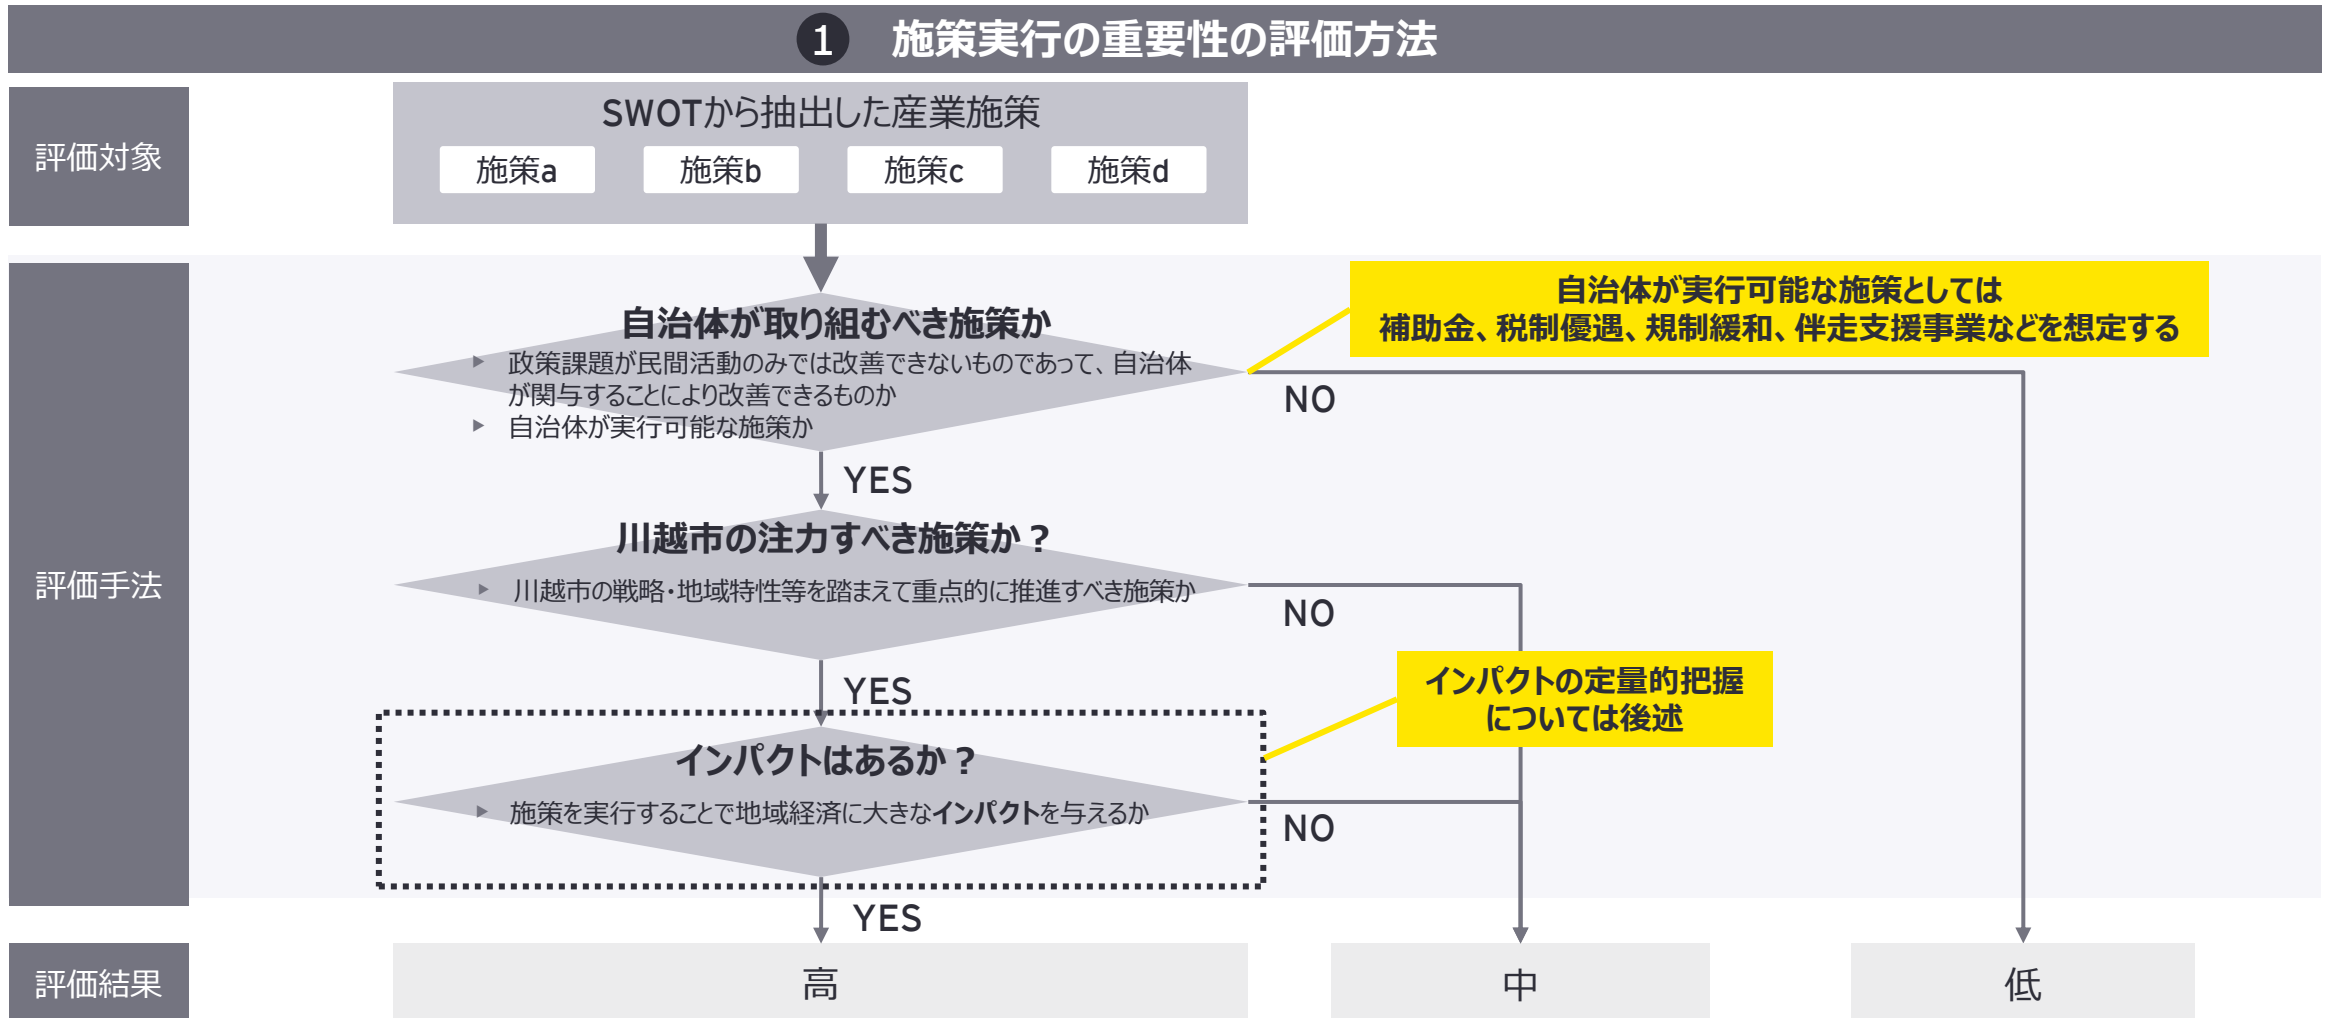 1 施策実行の重要性の評価方法
評価対象
SWOTから抽出した産業施策
施策a 施策b 施策c 施策d
評価手法
自治体が取り組むべき施策か
▶ 政策課題が民間活動のみでは改善できないものであって、自治体
が関与することにより改善できるものか
▶ 自治体が実行可能な施策か
自治体が実行可能な施策としては
補助金、税制優遇、規制緩和、伴走支援事業などを想定する
NO
YES
川越市の注力すべき施策か？
▶ 川越市の戦略・地域特性等を踏まえて重点的に推進すべき施策か
NO
YES
インパクトの定量的把握
については後述
インパクトはあるか？
▶ 施策を実行することで地域経済に大きなインパクトを与えるか
NO
YES
評価結果
高
中
低